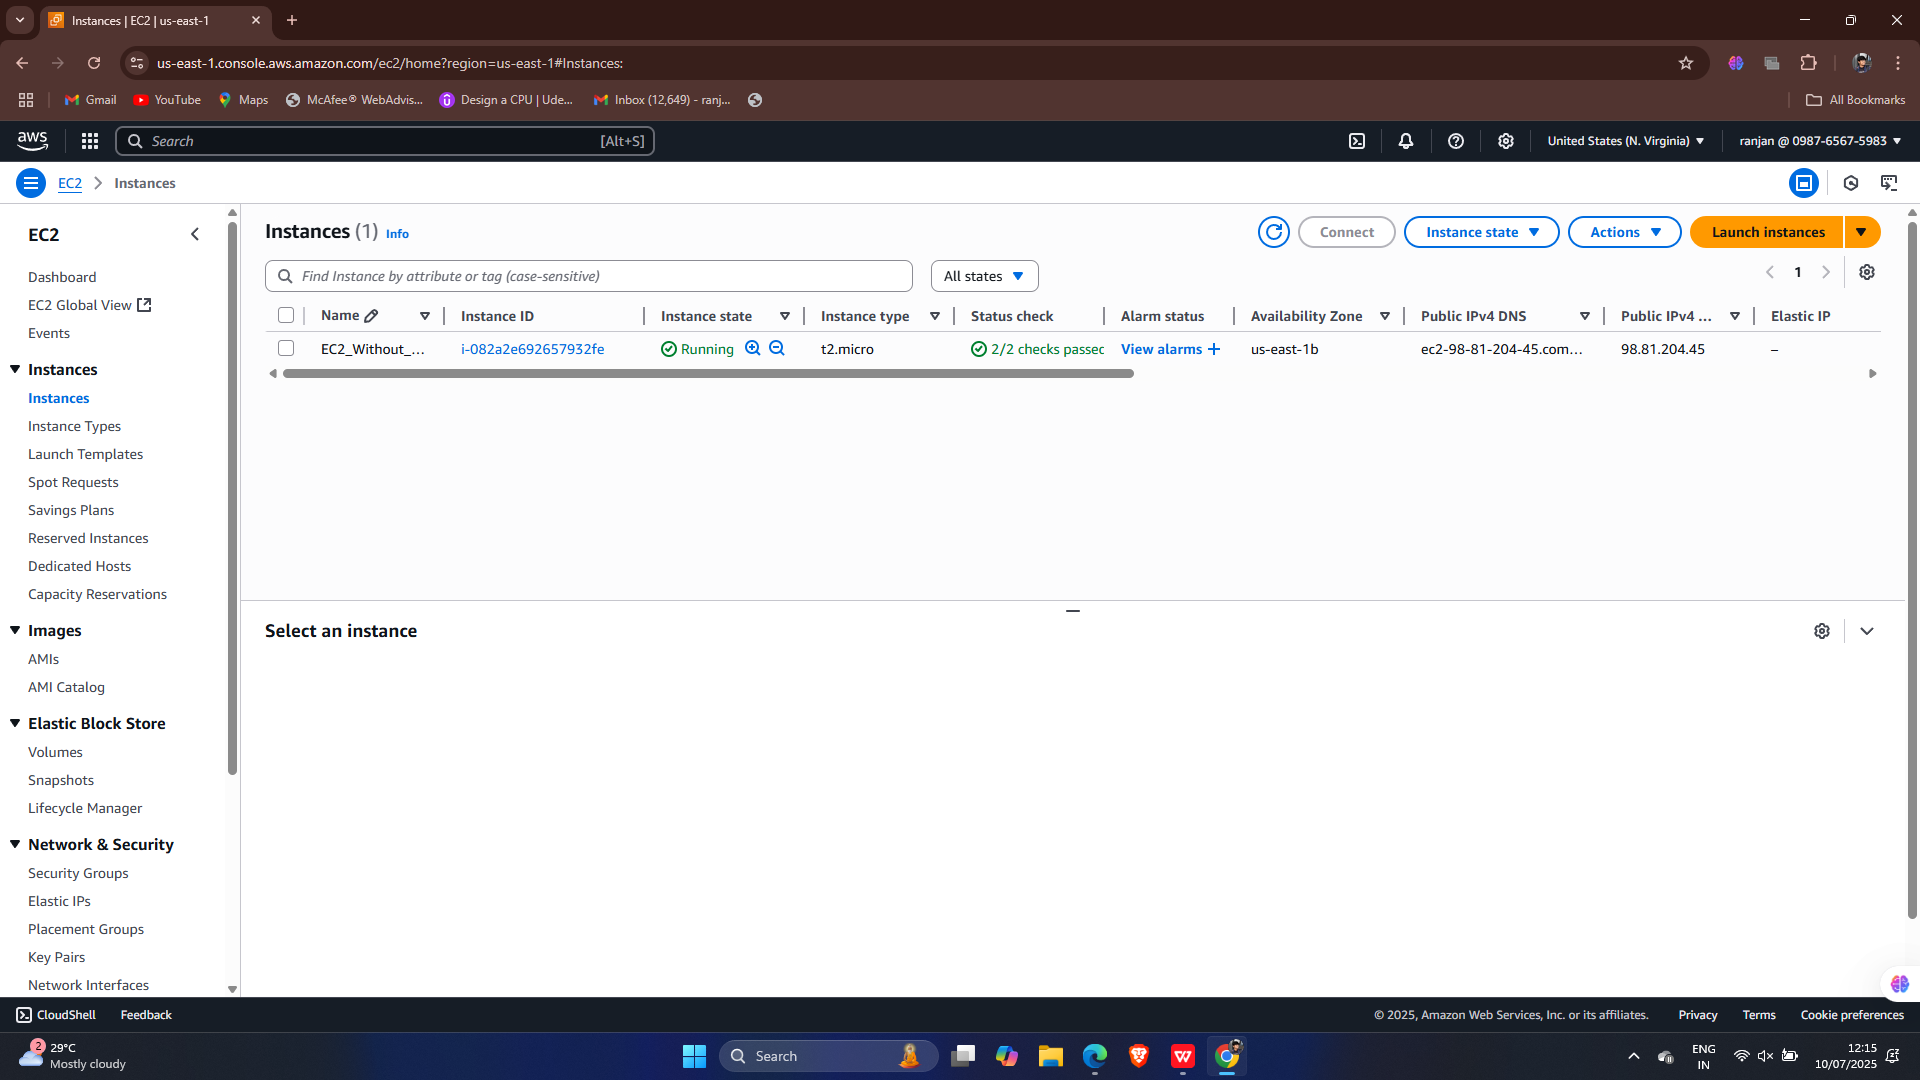 Instances | EC2 | us-east-1
us-east-1.console.aws.amazon.com/ec2/home?region=us-east-1#Instances:
Gmail
YouTube
Maps
McAfee® WebAdvis...
Design a CPU | Ude...
Inbox (12,649) - ranj...
All Bookmarks
aws
Search
[Alt+S]
United States (N. Virginia)
ranjan @ 0987-6567-5983
EC2
Instances
EC2
Dashboard
EC2 Global View
Events
Instances
Instances
Instance Types
Launch Templates
Spot Requests
Savings Plans
Reserved Instances
Dedicated Hosts
Capacity Reservations
Images
AMIs
AMI Catalog
Elastic Block Store
Volumes
Snapshots
Lifecycle Manager
Network & Security
Security Groups
Elastic IPs
Placement Groups
Key Pairs
Network Interfaces
Instances (1) Info
Connect
Instance state
Actions
Launch instances
Find Instance by attribute or tag (case-sensitive)
All states
1
Name
Instance ID
Instance state
Instance type
Status check
Alarm status
Availability Zone
Public IPv4 DNS
Public IPv4 ...
Elastic IP
EC2_Without_...
i-082a2e692657932fe
Running
t2.micro
2/2 checks passed
View alarms +
us-east-1b
ec2-98-81-204-45.com...
98.81.204.45
–
Select an instance
CloudShell
Feedback
© 2025, Amazon Web Services, Inc. or its affiliates.
Privacy
Terms
Cookie preferences
2
29°C
Mostly cloudy
Search
ENG
IN
12:15
10/07/2025